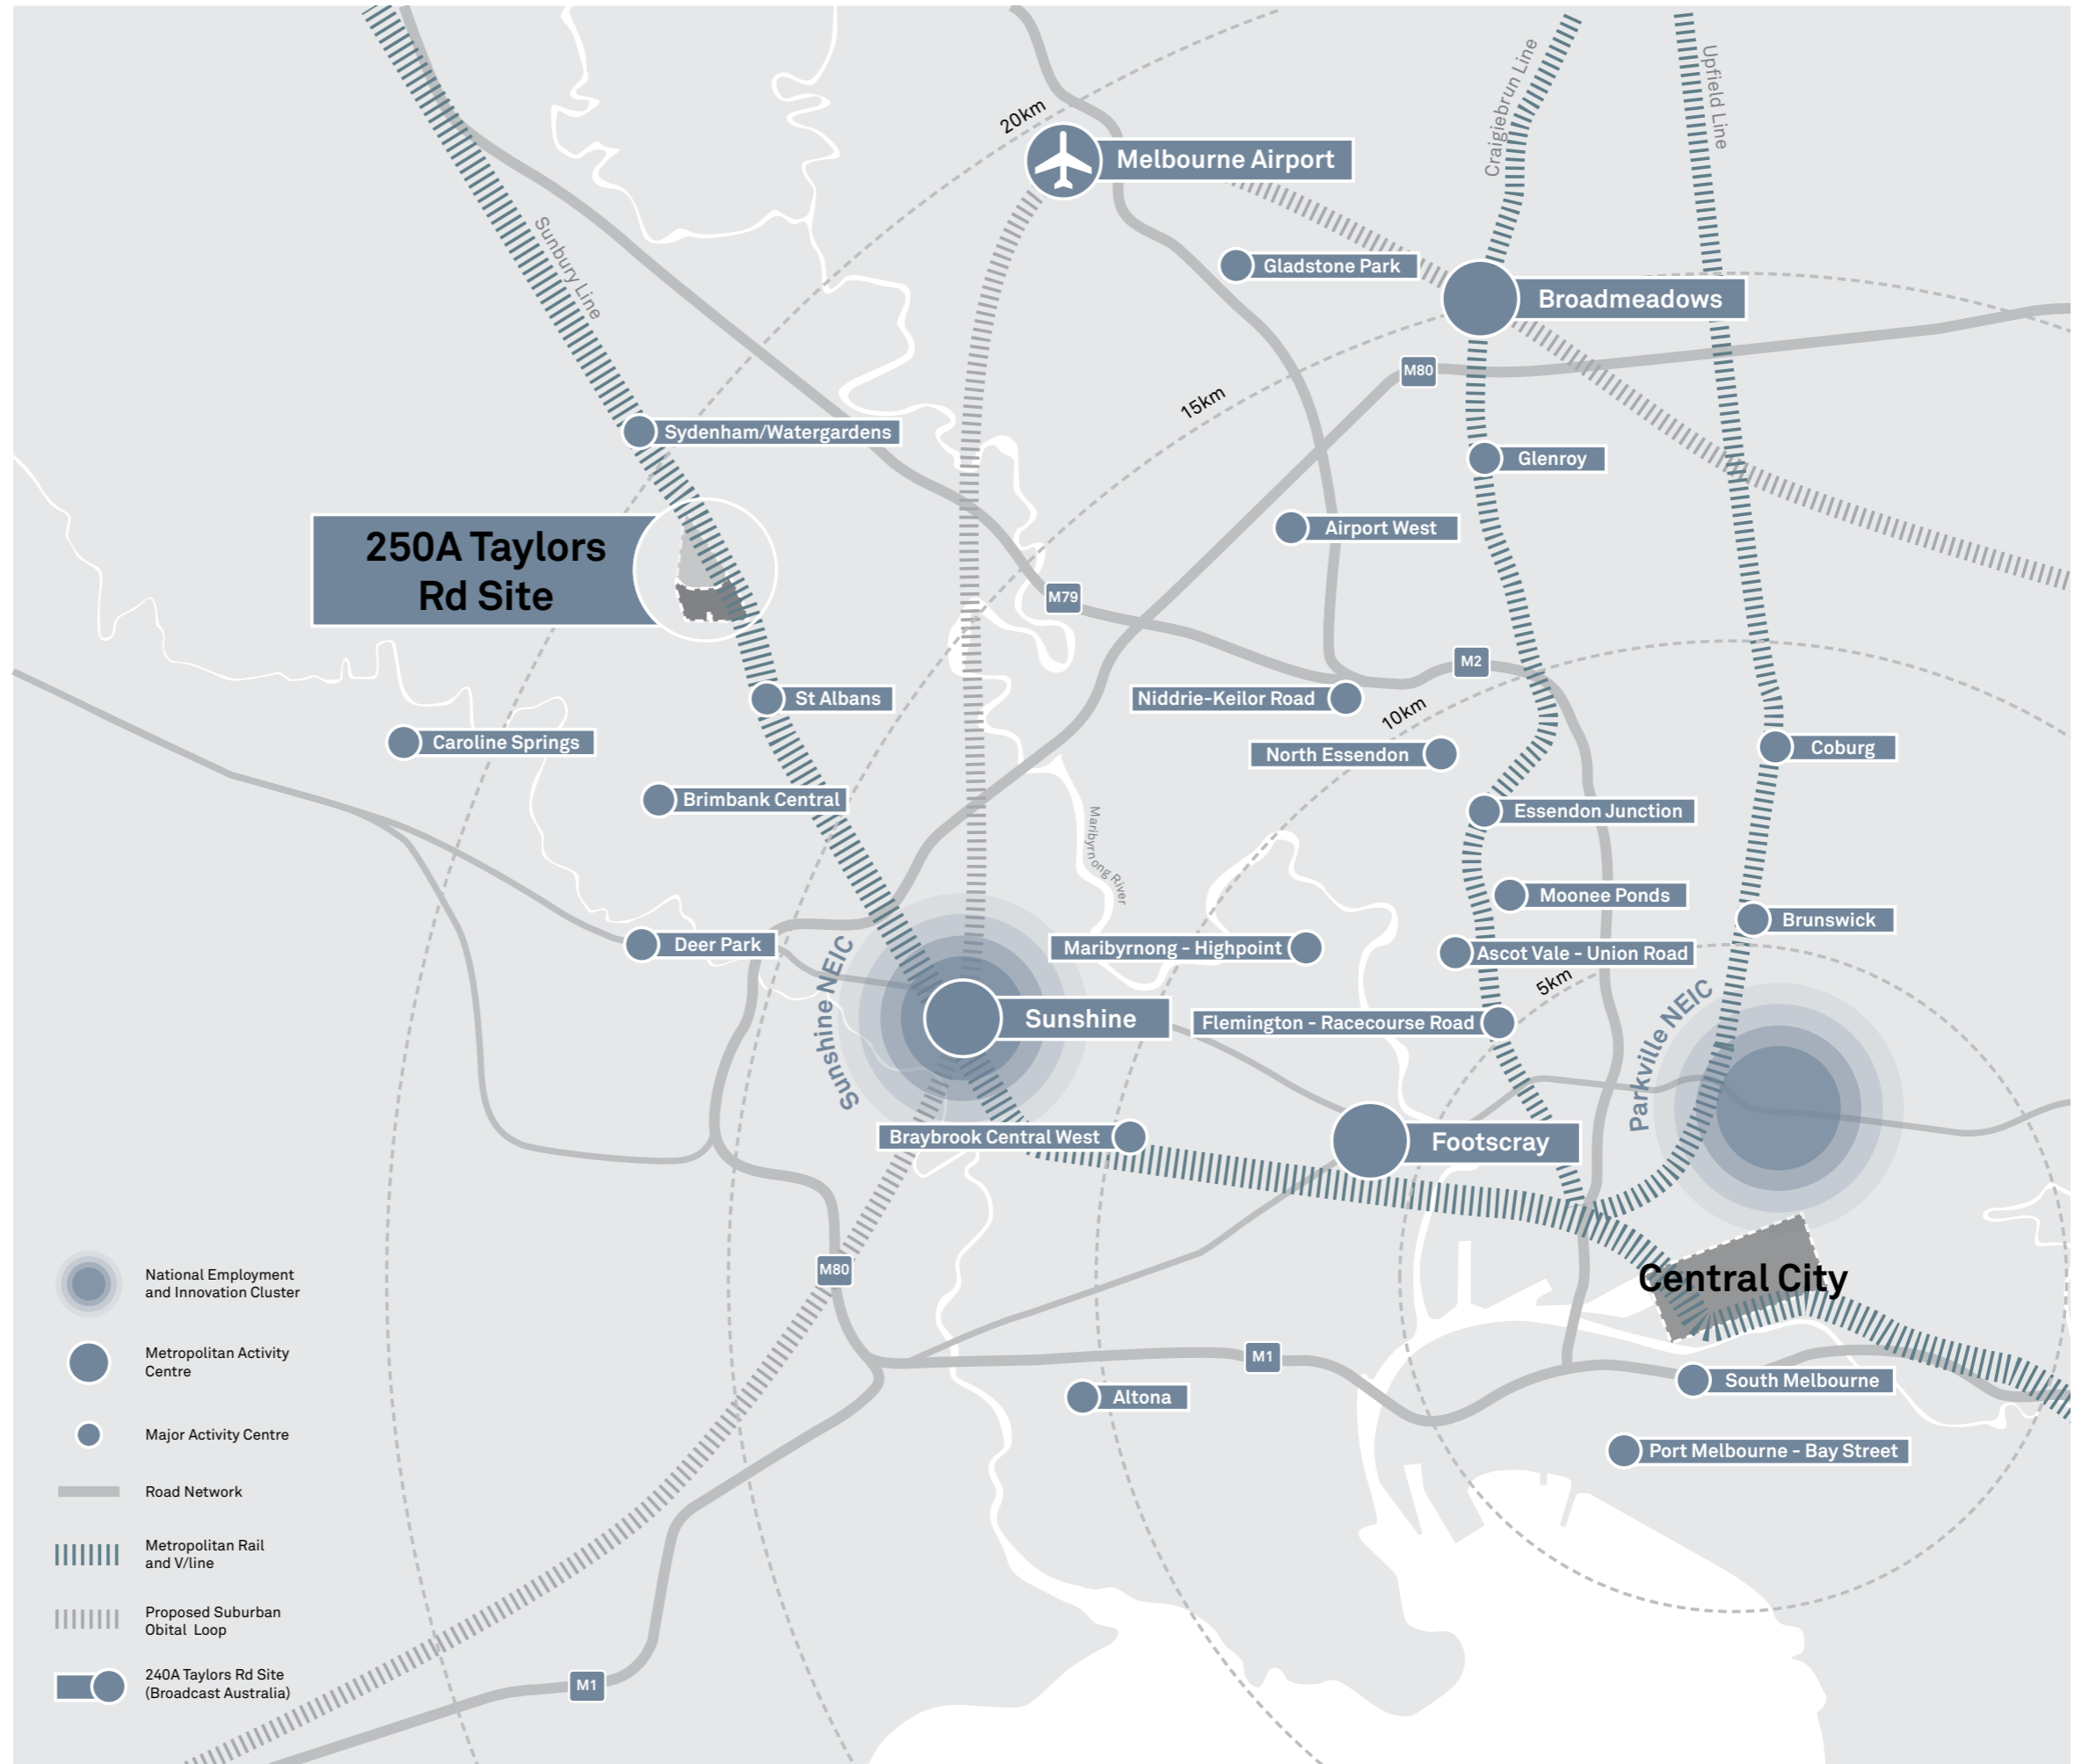 Craigiebrun Line
Upfield Line
20km
Melbourne Airport
Sunbury Line
Gladstone Park
Broadmeadows
M80
15km
Sydenham/Watergardens
Glenroy
250A Taylors
Rd Site
Airport West
M79
M2
St Albans
Niddrie-Keilor Road
10km
Caroline Springs
North Essendon
Coburg
Brimbank Central
Essendon Junction
Maribyrnong River
Moonee Ponds
Brunswick
Deer Park
Maribyrnong - Highpoint
Ascot Vale - Union Road
5km
Sunshine NEIC
Parkville NEIC
Sunshine
Flemington - Racecourse Road
Braybrook Central West
Footscray
M80
Central City
National Employment
and Innovation Cluster
Metropolitan Activity
Centre
M1
South Melbourne
Altona
Major Activity Centre
Port Melbourne - Bay Street
Road Network
Metropolitan Rail
and V/line
Proposed Suburban
Obital Loop
240A Taylors Rd Site
(Broadcast Australia)
M1